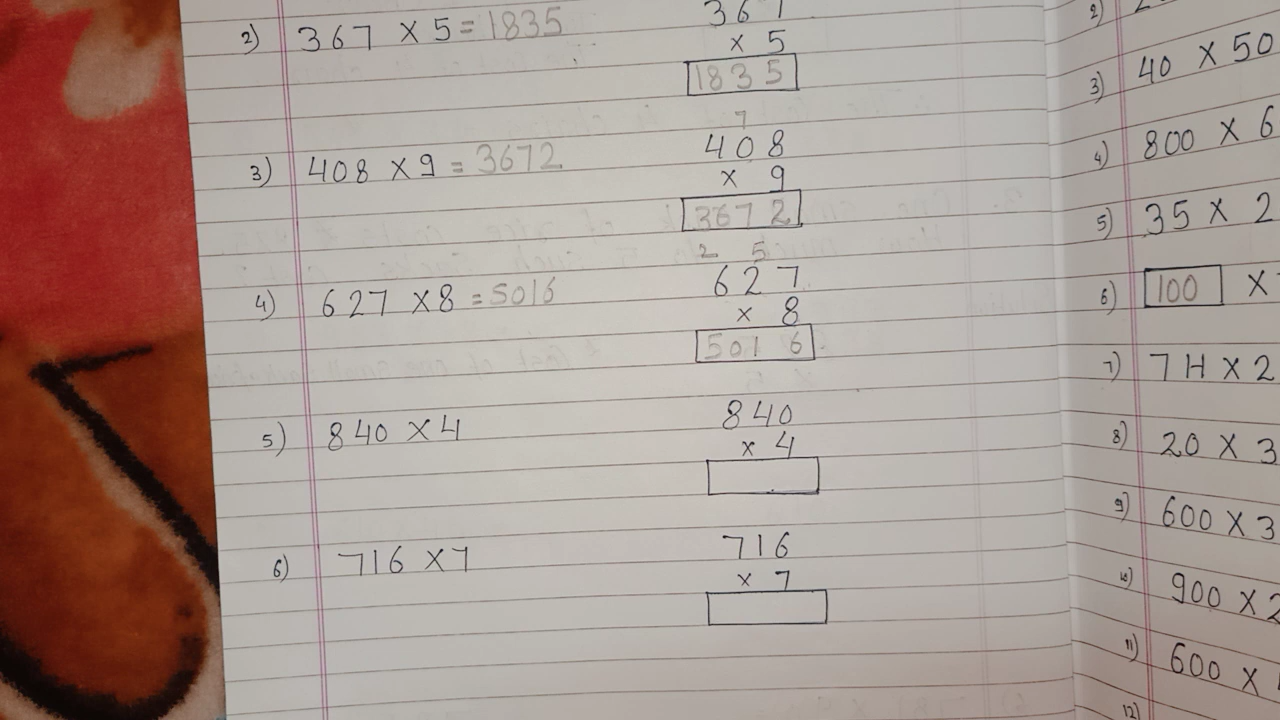 2) 367 × 5 = 1835
367
× 5
1835
3) 408 × 9 = 3672
7
408
× 9
3672
4) 627 × 8 = 5016
2 5
627
× 8
5016
5) 840 × 4
840
× 4
6) 716 × 7
716
× 7
2)
3) 40 × 50
4) 800 × 6
5) 35 × 2
6) 100 ×
7) 7H × 2
8) 20 × 3
9) 600 × 3
10) 900 × 2
11) 600 ×
12)